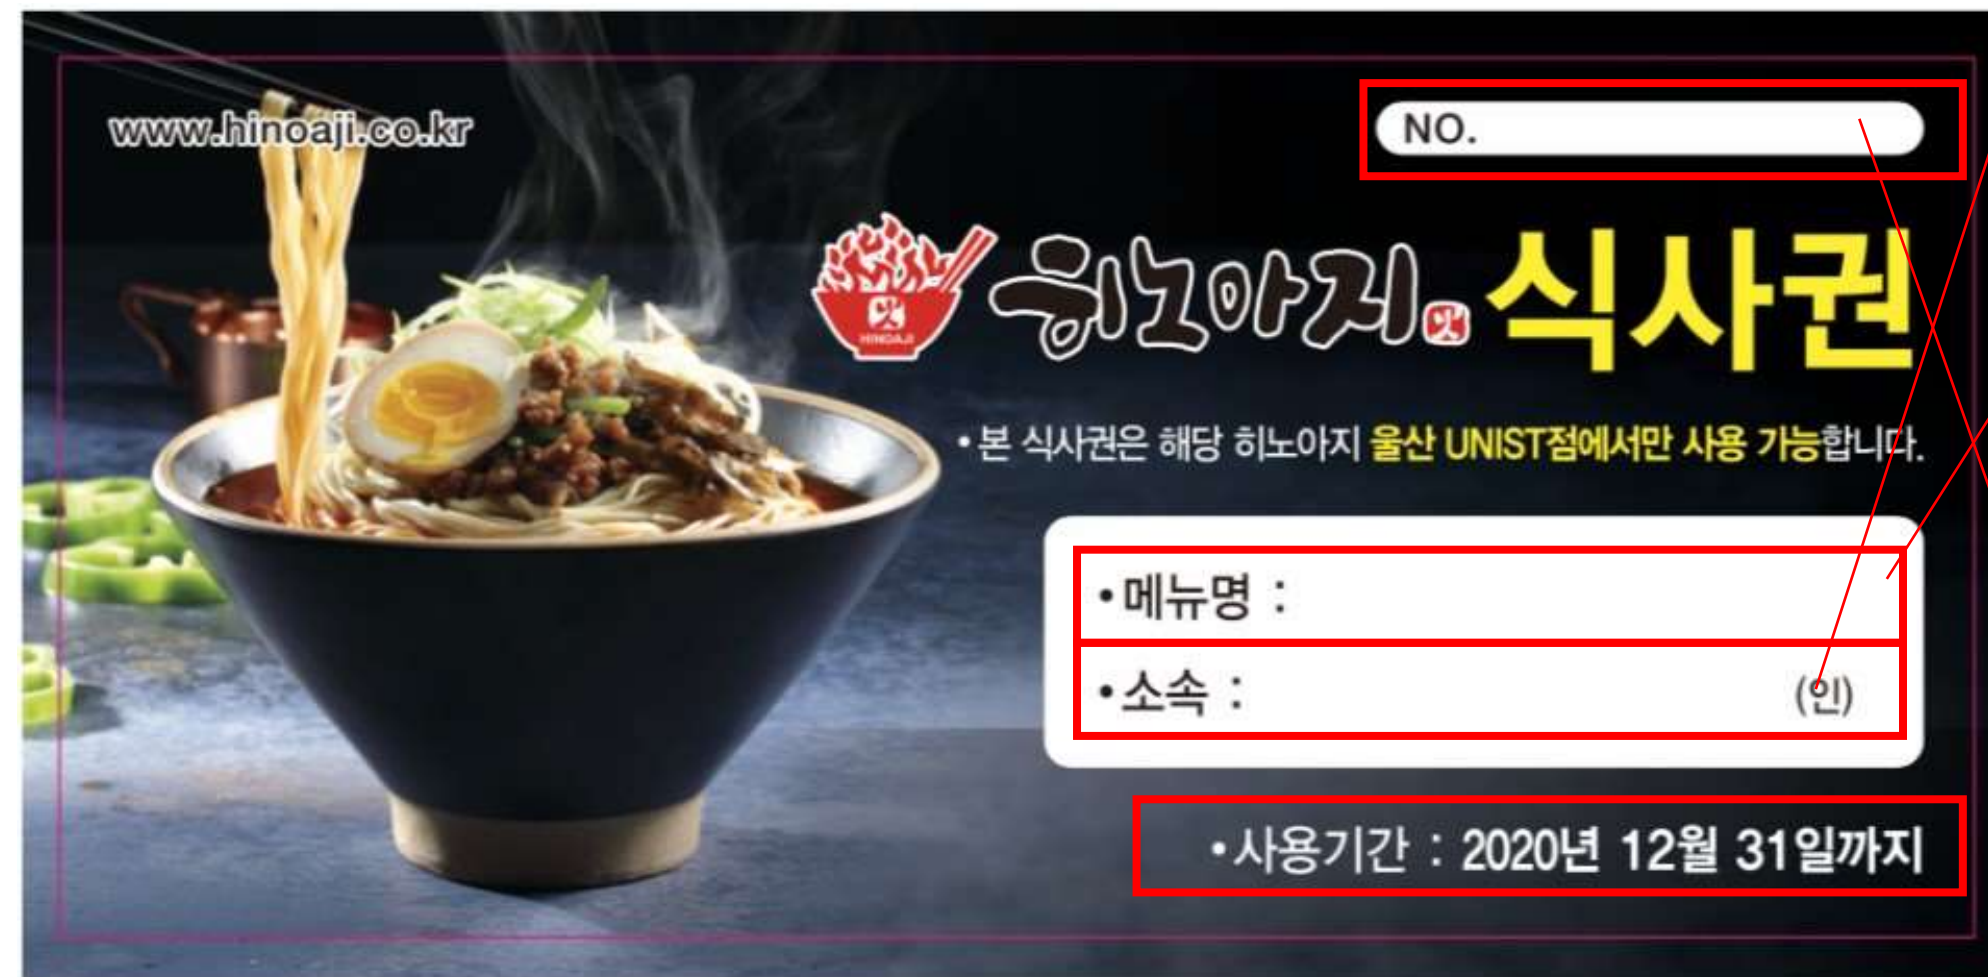 www.hinoaji.co.kr
NO.
火
HINOAJI
히노아지 火 식사권
• 본 식사권은 해당 히노아지 울산 UNIST점에서만 사용 가능합니다.
• 메뉴명 :
• 소속 : (인)
• 사용기간 : 2020년 12월 31일까지